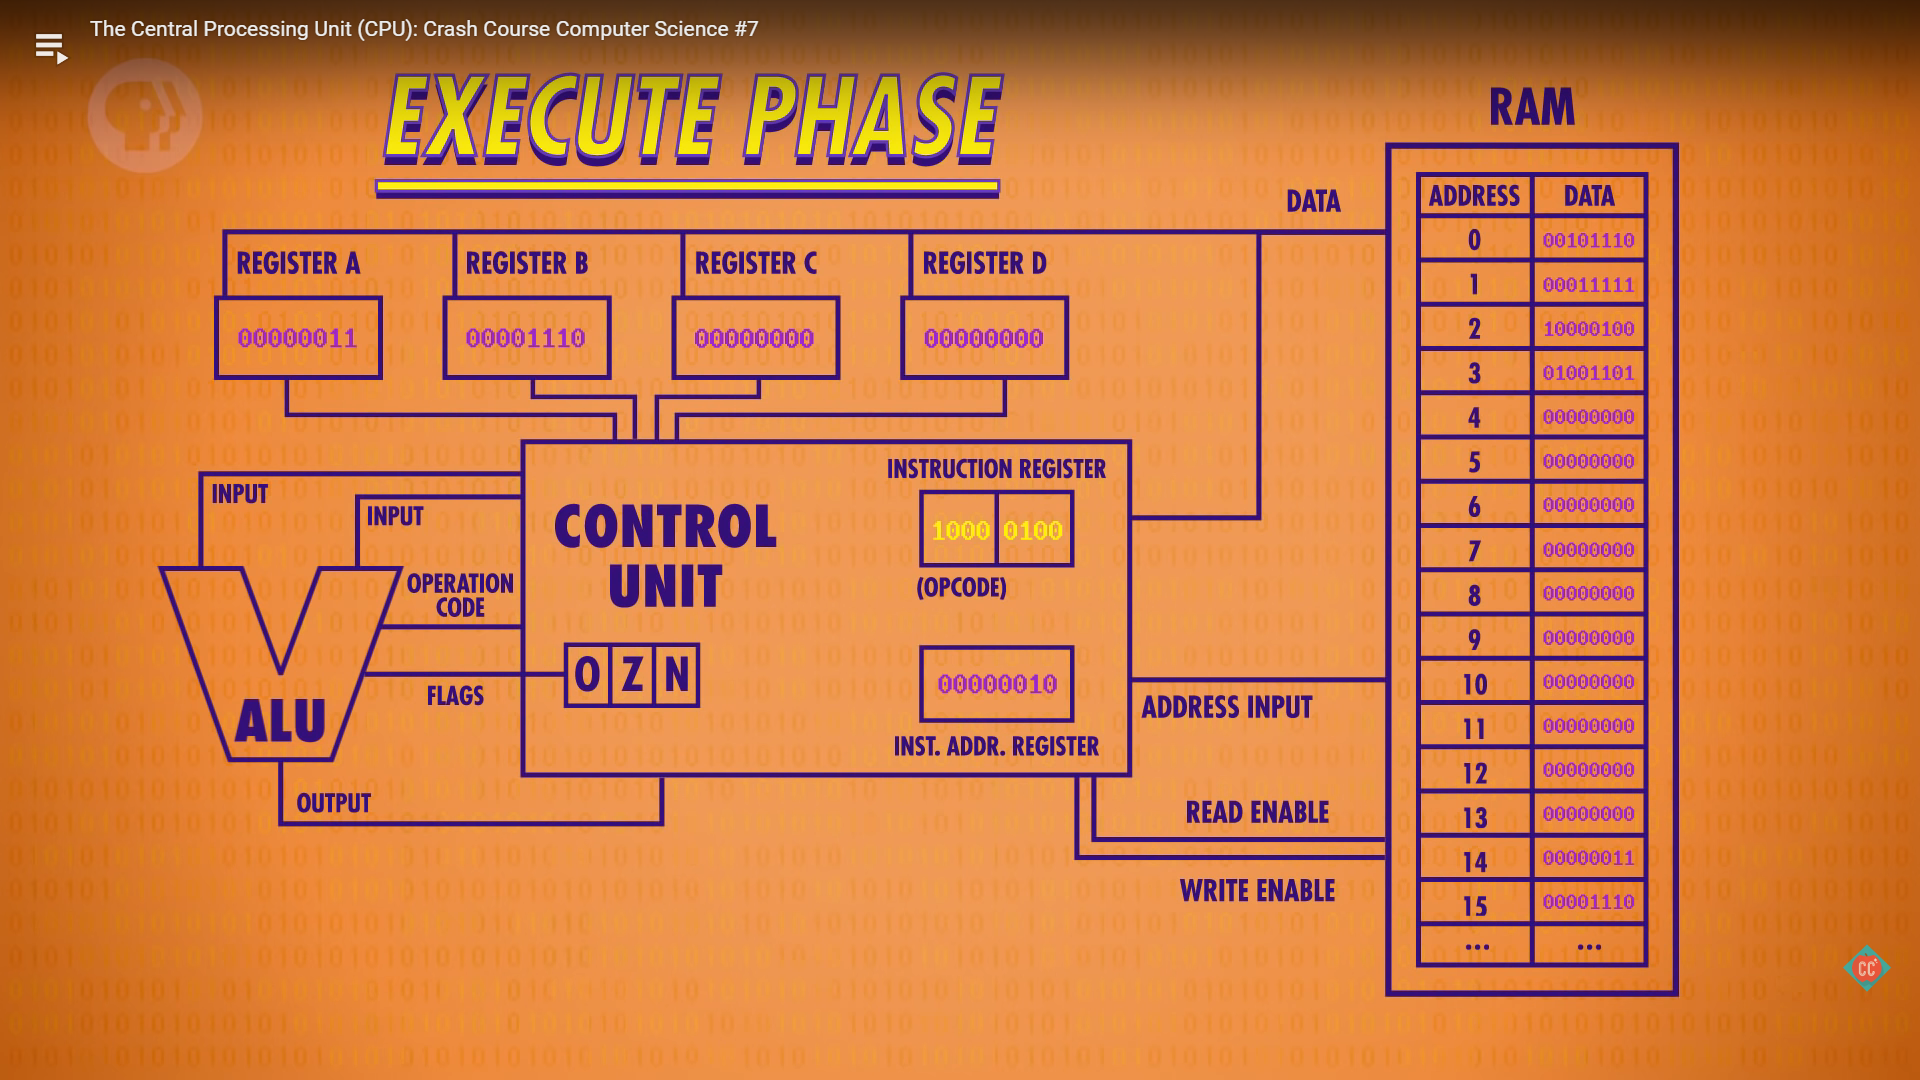 The Central Processing Unit (CPU): Crash Course Computer Science #7
EXECUTE PHASE
RAM
DATA
ADDRESS DATA
0 00101110
1 00011111
2 10000100
3 01001101
4 00000000
5 00000000
6 00000000
7 00000000
8 00000000
9 00000000
10 00000000
11 00000000
12 00000000
13 00000000
14 00000011
15 00001110
... ...
REGISTER A
00000011
REGISTER B
00001110
REGISTER C
00000000
REGISTER D
00000000
INPUT
INPUT
OPERATION
CODE
FLAGS
ALU
OUTPUT
CONTROL
UNIT
O Z N
INSTRUCTION REGISTER
1000 0100
(OPCODE)
00000010
INST. ADDR. REGISTER
ADDRESS INPUT
READ ENABLE
WRITE ENABLE
CC